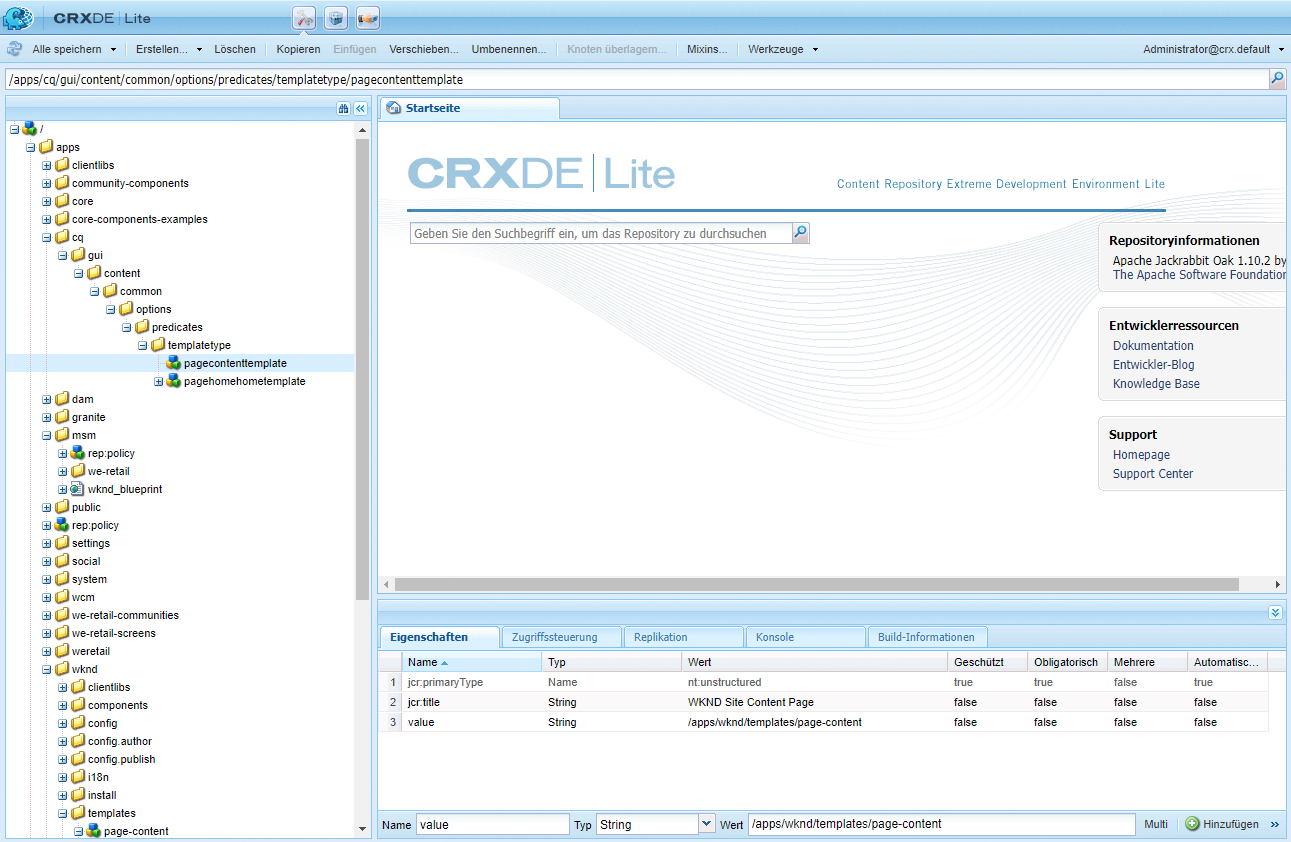 CRXDE | Lite
Alle speichern Erstellen... Löschen Kopieren Einfügen Verschieben... Umbenennen... Knoten überlagern... Mixins... Werkzeuge Administrator@crx.default
/apps/cq/gui/content/common/options/predicates/templatetype/pagecontenttemplate
/
apps
clientlibs
community-components
core
core-components-examples
cq
gui
content
common
options
predicates
templatetype
pagecontenttemplate
pagehomehometemplate
dam
granite
msm
rep:policy
we-retail
wknd_blueprint
public
rep:policy
settings
social
system
wcm
we-retail-communities
we-retail-screens
weretail
wknd
clientlibs
components
config
config.author
config.publish
i18n
install
templates
page-content
Startseite
CRXDE | Lite
Content Repository Extreme Development Environment Lite
Geben Sie den Suchbegriff ein, um das Repository zu durchsuchen
Repositoryinformationen
Apache Jackrabbit Oak 1.10.2 by
The Apache Software Foundation
Entwicklerressourcen
Dokumentation
Entwickler-Blog
Knowledge Base
Support
Homepage
Support Center
Eigenschaften Zugriffssteuerung Replikation Konsole Build-Informationen
Name Typ Wert Geschützt Obligatorisch Mehrere Automatisc...
1 jcr:primaryType Name nt:unstructured true true false true
2 jcr:title String WKND Site Content Page false false false false
3 value String /apps/wknd/templates/page-content false false false false
Name value Typ String Wert /apps/wknd/templates/page-content Multi Hinzufügen »